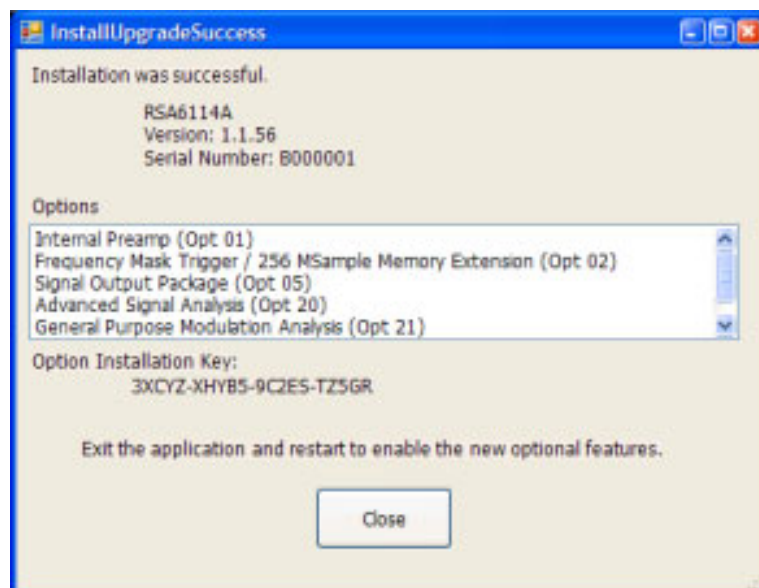 InstallUpgradeSuccess
Installation was successful.
RSA6114A
Version: 1.1.56
Serial Number: B000001
Options
Internal Preamp (Opt 01)
Frequency Mask Trigger / 256 MSample Memory Extension (Opt 02)
Signal Output Package (Opt 05)
Advanced Signal Analysis (Opt 20)
General Purpose Modulation Analysis (Opt 21)
Option Installation Key:
3XCYZ-XHYB5-9C2ES-TZ5GR
Exit the application and restart to enable the new optional features.
Close